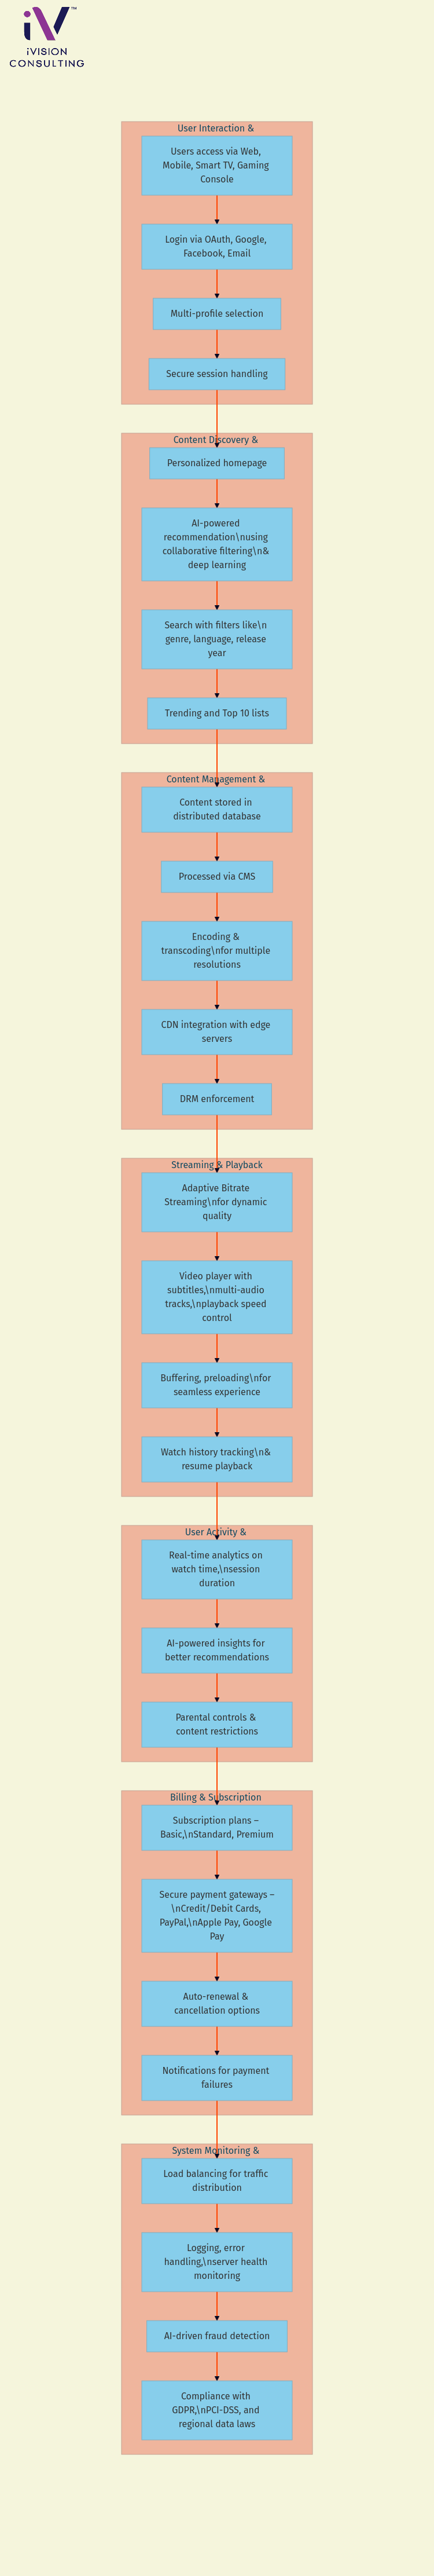 iV™
iVISION
CONSULTING
User Interaction &
Users access via Web,
Mobile, Smart TV, Gaming
Console
Login via OAuth, Google,
Facebook, Email
Multi-profile selection
Secure session handling
Content Discovery &
Personalized homepage
AI-powered
recommendation\nusing
collaborative filtering\n&
deep learning
Search with filters like\n
genre, language, release
year
Trending and Top 10 lists
Content Management &
Content stored in
distributed database
Processed via CMS
Encoding &
transcoding\nfor multiple
resolutions
CDN integration with edge
servers
DRM enforcement
Streaming & Playback
Adaptive Bitrate
Streaming\nfor dynamic
quality
Video player with
subtitles,\nmulti-audio
tracks,\nplayback speed
control
Buffering, preloading\nfor
seamless experience
Watch history tracking\n&
resume playback
User Activity &
Real-time analytics on
watch time,\nsession
duration
AI-powered insights for
better recommendations
Parental controls &
content restrictions
Billing & Subscription
Subscription plans –
Basic,\nStandard, Premium
Secure payment gateways –
\nCredit/Debit Cards,
PayPal,\nApple Pay, Google
Pay
Auto-renewal &
cancellation options
Notifications for payment
failures
System Monitoring &
Load balancing for traffic
distribution
Logging, error
handling,\nserver health
monitoring
AI-driven fraud detection
Compliance with
GDPR,\nPCI-DSS, and
regional data laws